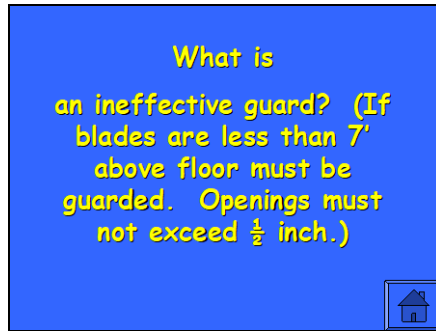 What is
an ineffective guard? (If
blades are less than 7'
above floor must be
guarded. Openings must
not exceed ½ inch.)